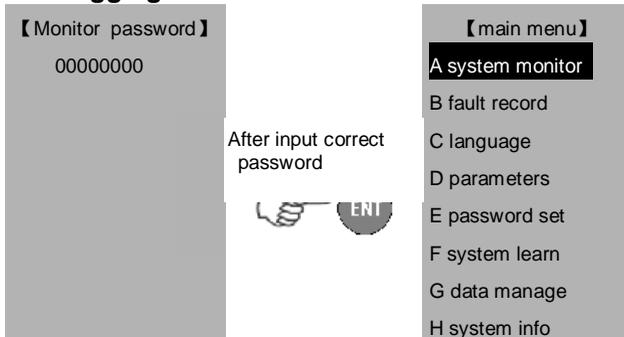 【Monitor password】
00000000
After input correct
password
ENT
【main menu】
A system monitor
B fault record
C language
D parameters
E password set
F system learn
G data manage
H system info